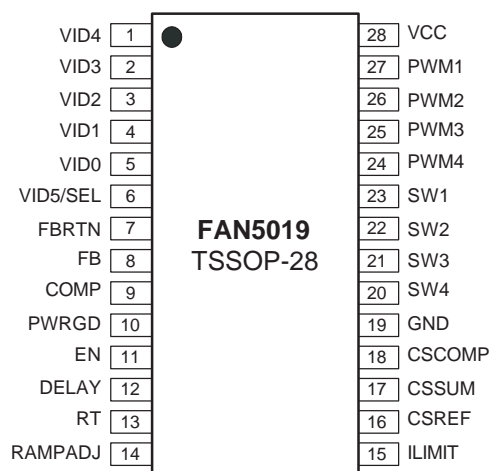 VID4 1
VID3 2
VID2 3
VID1 4
VID0 5
VID5/SEL 6
FBRTN 7
FB 8
COMP 9
PWRGD 10
EN 11
DELAY 12
RT 13
RAMPADJ 14
FAN5019
TSSOP-28
28 VCC
27 PWM1
26 PWM2
25 PWM3
24 PWM4
23 SW1
22 SW2
21 SW3
20 SW4
19 GND
18 CSCOMP
17 CSSUM
16 CSREF
15 ILIMIT